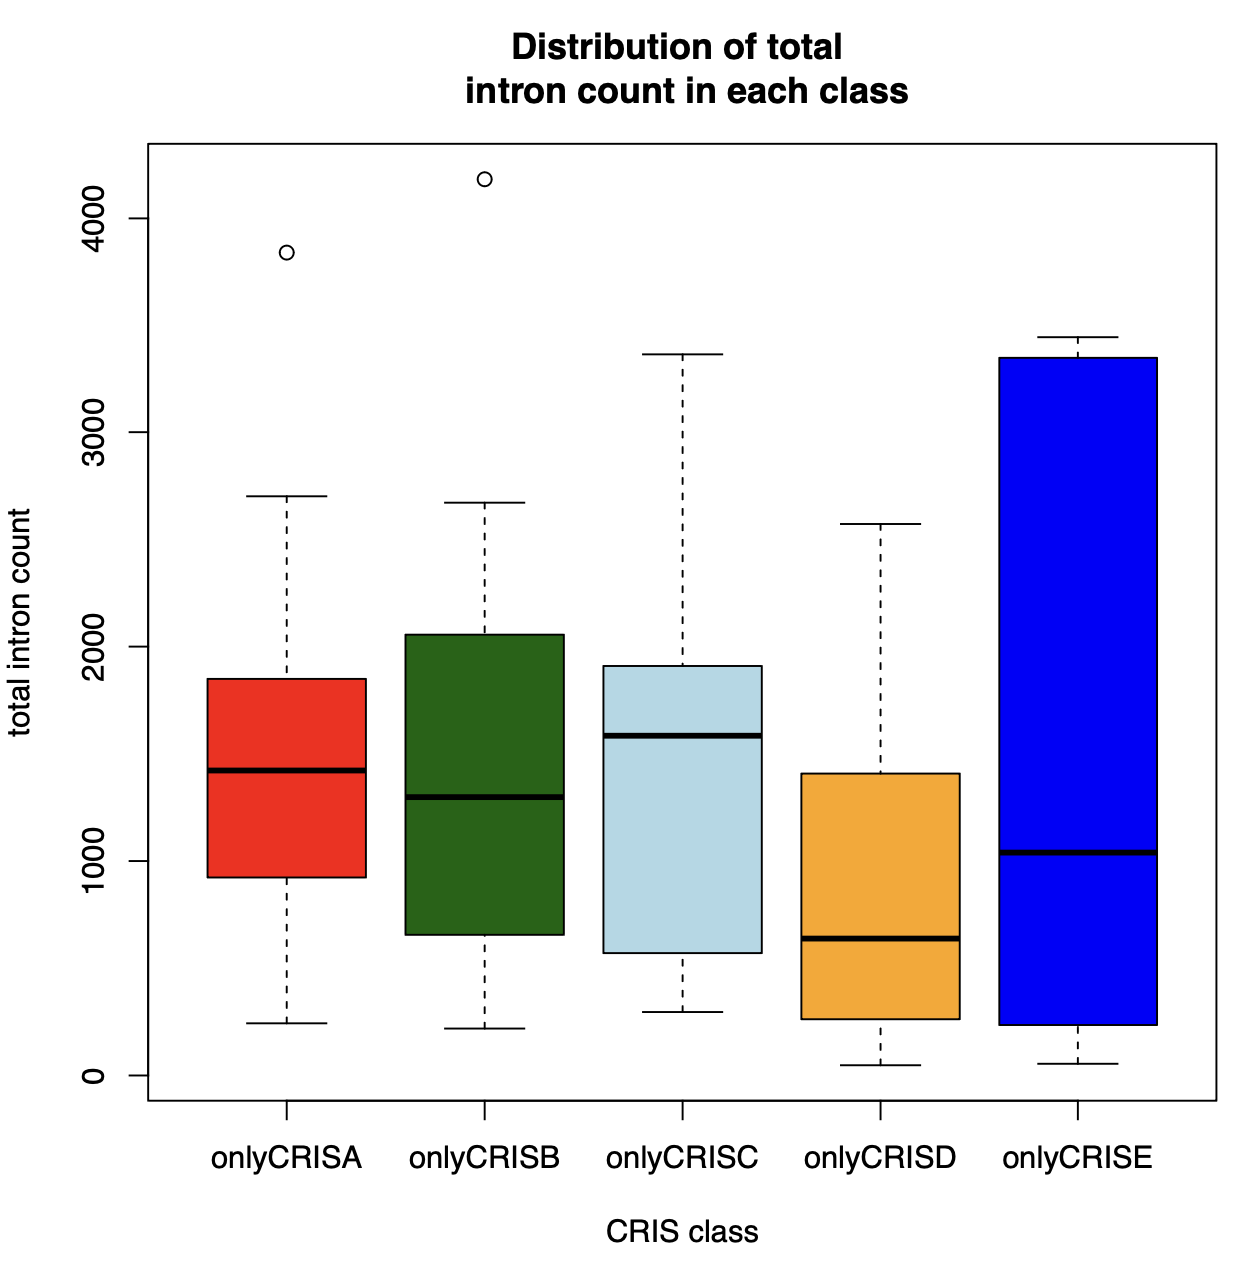 Distribution of total
intron count in each class
total intron count
4000
3000
2000
1000
0
onlyCRISA onlyCRISB onlyCRISC onlyCRISD onlyCRISE
CRIS class